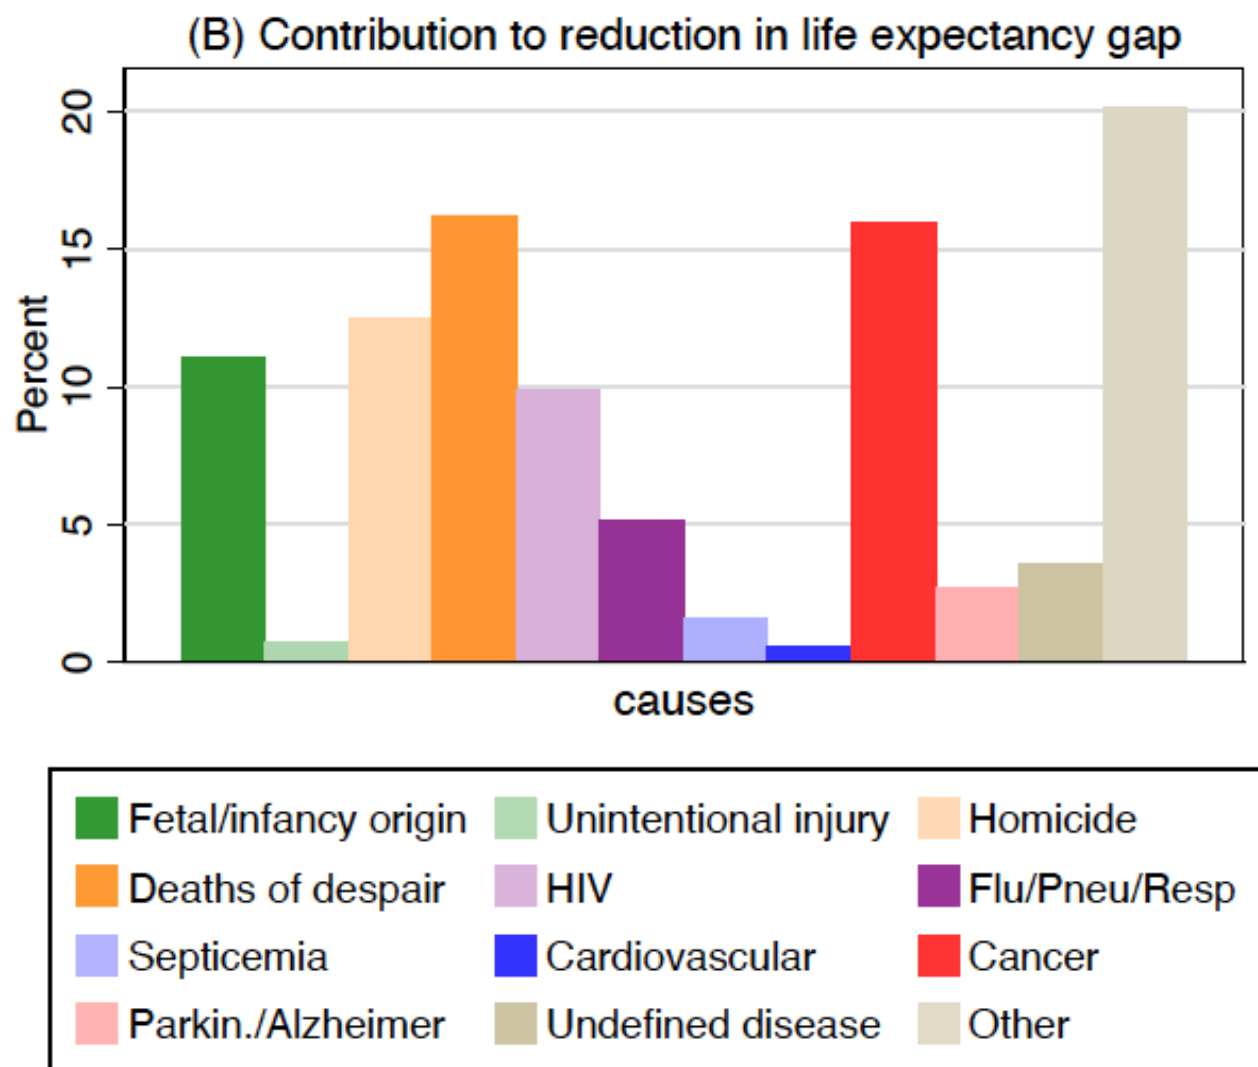 (B) Contribution to reduction in life expectancy gap
20
15
10
5
0
Percent
causes
Fetal/infancy origin Unintentional injury Homicide
Deaths of despair HIV Flu/Pneu/Resp
Septicemia Cardiovascular Cancer
Parkin./Alzheimer Undefined disease Other